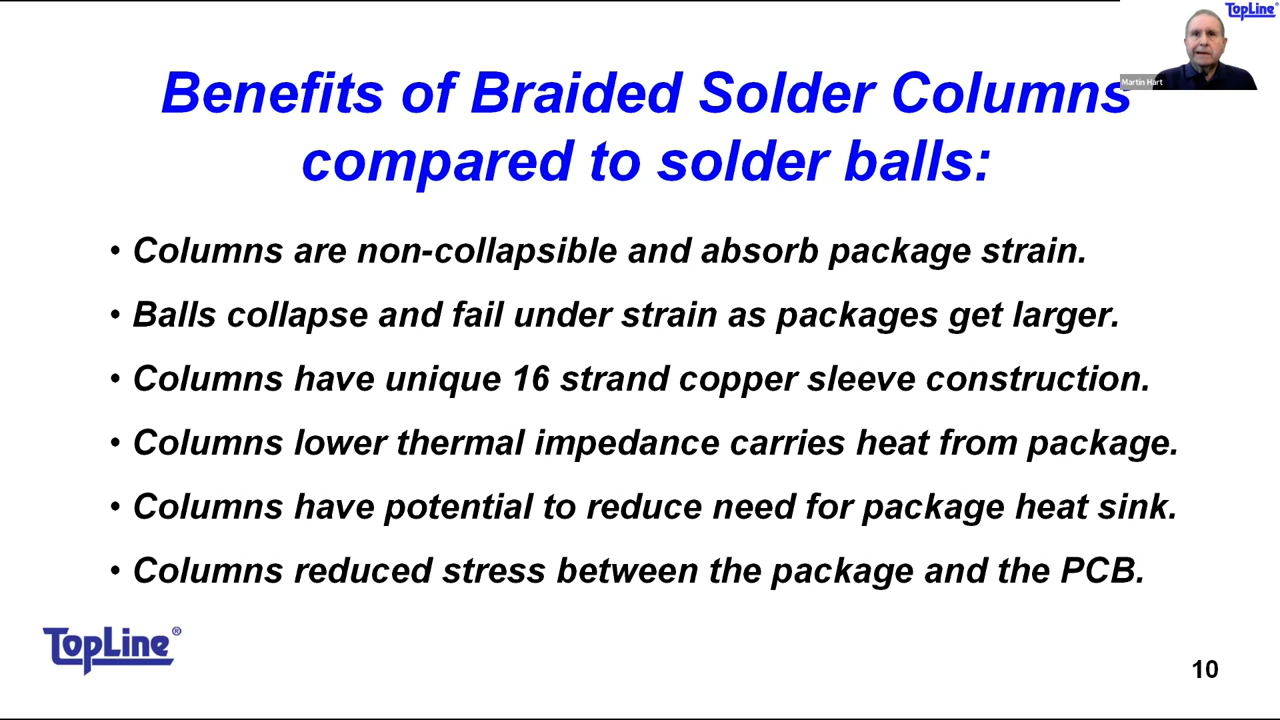 TopLine
Martin Hart
Benefits of Braided Solder Columns
compared to solder balls:
• Columns are non-collapsible and absorb package strain.
• Balls collapse and fail under strain as packages get larger.
• Columns have unique 16 strand copper sleeve construction.
• Columns lower thermal impedance carries heat from package.
• Columns have potential to reduce need for package heat sink.
• Columns reduced stress between the package and the PCB.
TopLine®
10